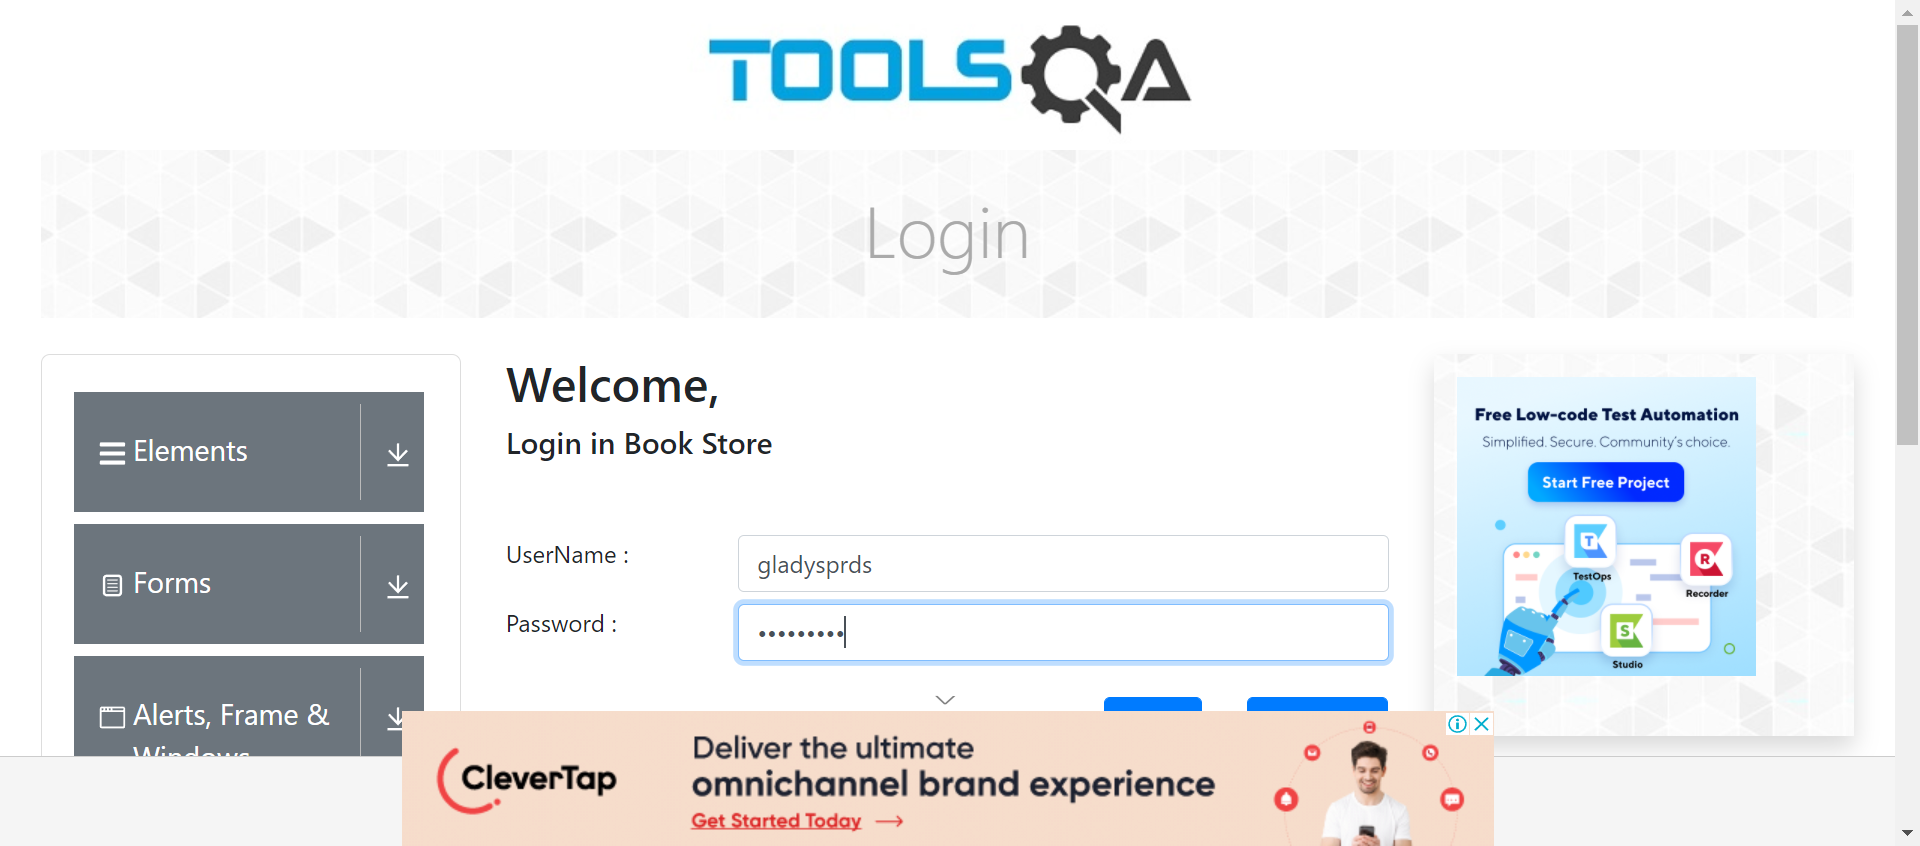 TOOLSQA
Login
Elements
Forms
Alerts, Frame &
Windows
Welcome,
Login in Book Store
UserName :
gladysprds
Password :
•••••••••
Free Low-code Test Automation
Simplified. Secure. Community's choice.
Start Free Project
TestOps
Recorder
Studio
CleverTap
Deliver the ultimate
omnichannel brand experience
Get Started Today